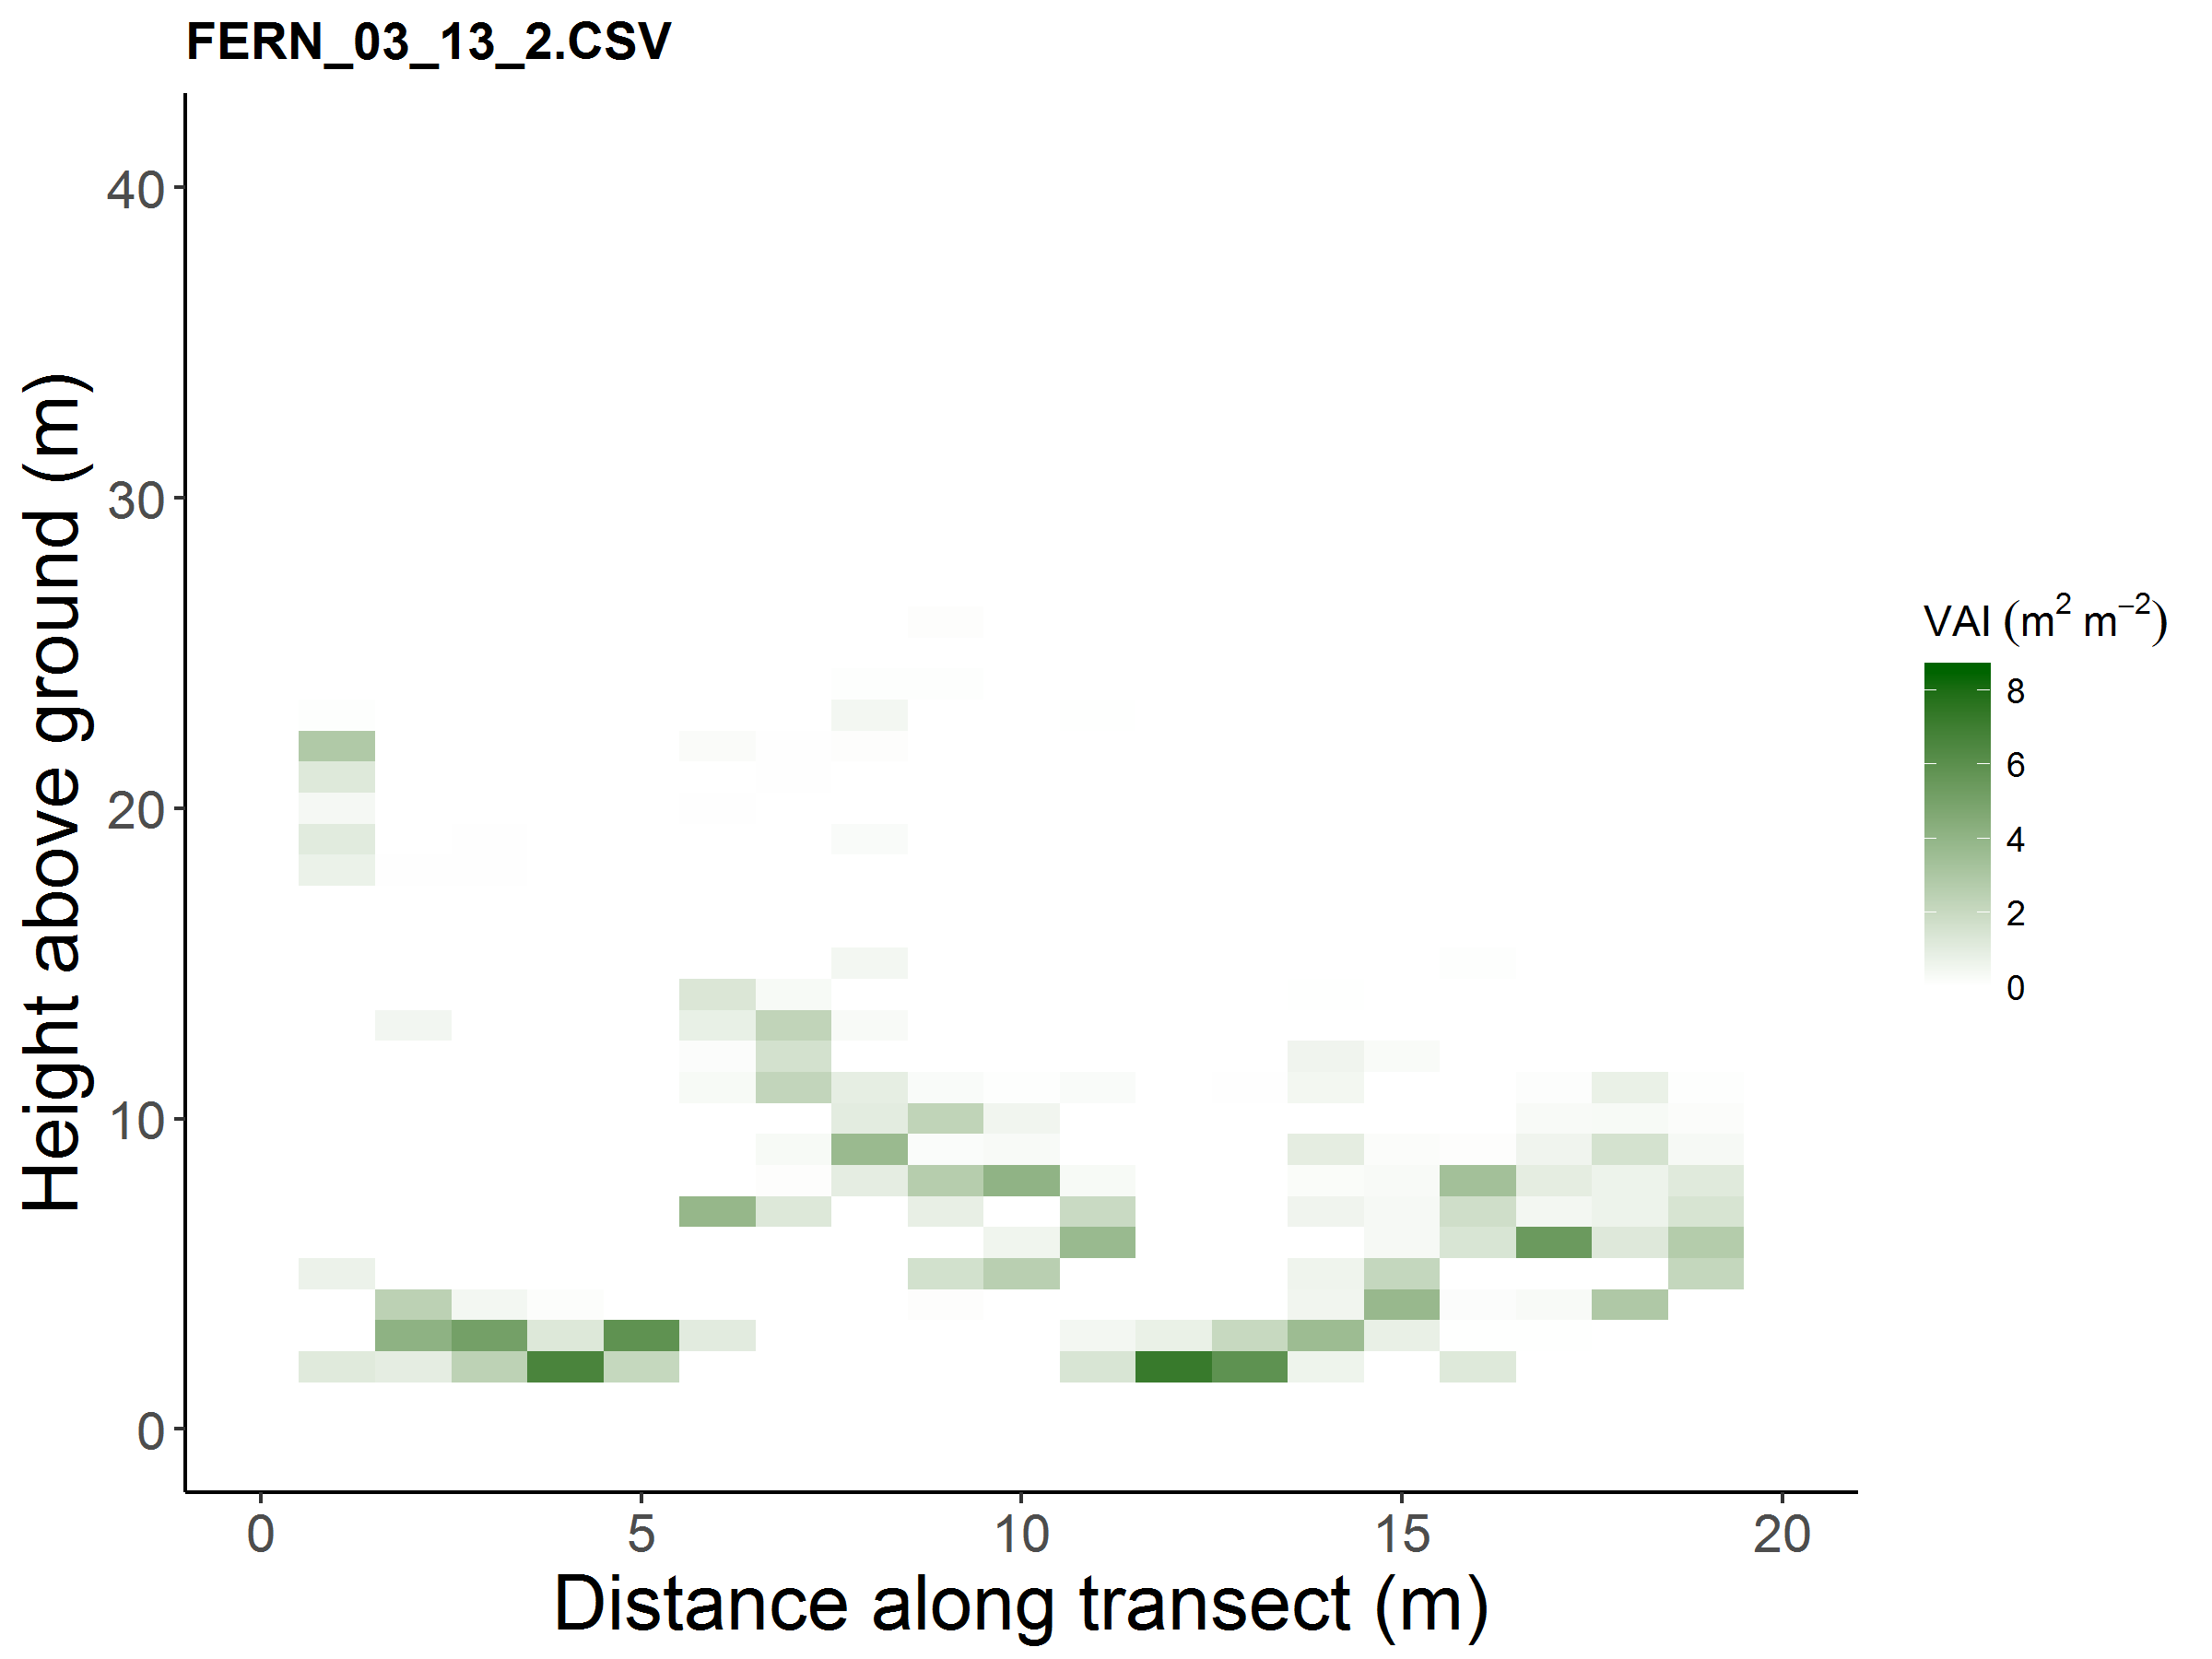 FERN_03_13_2.CSV
Height above ground (m)
40
30
20
10
0
0 5 10 15 20
Distance along transect (m)
VAI (m² m⁻²)
8
6
4
2
0